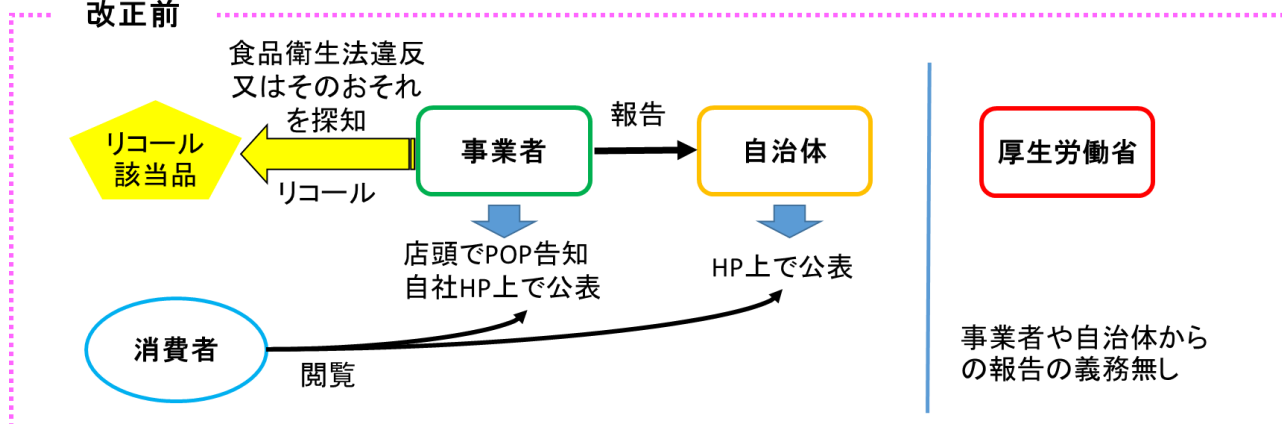 改正前
食品衛生法違反
又はそのおそれ
を探知
リコール
該当品
リコール
事業者
報告
自治体
厚生労働省
店頭でPOP告知
自社HP上で公表
HP上で公表
消費者
閲覧
事業者や自治体から
の報告の義務無し